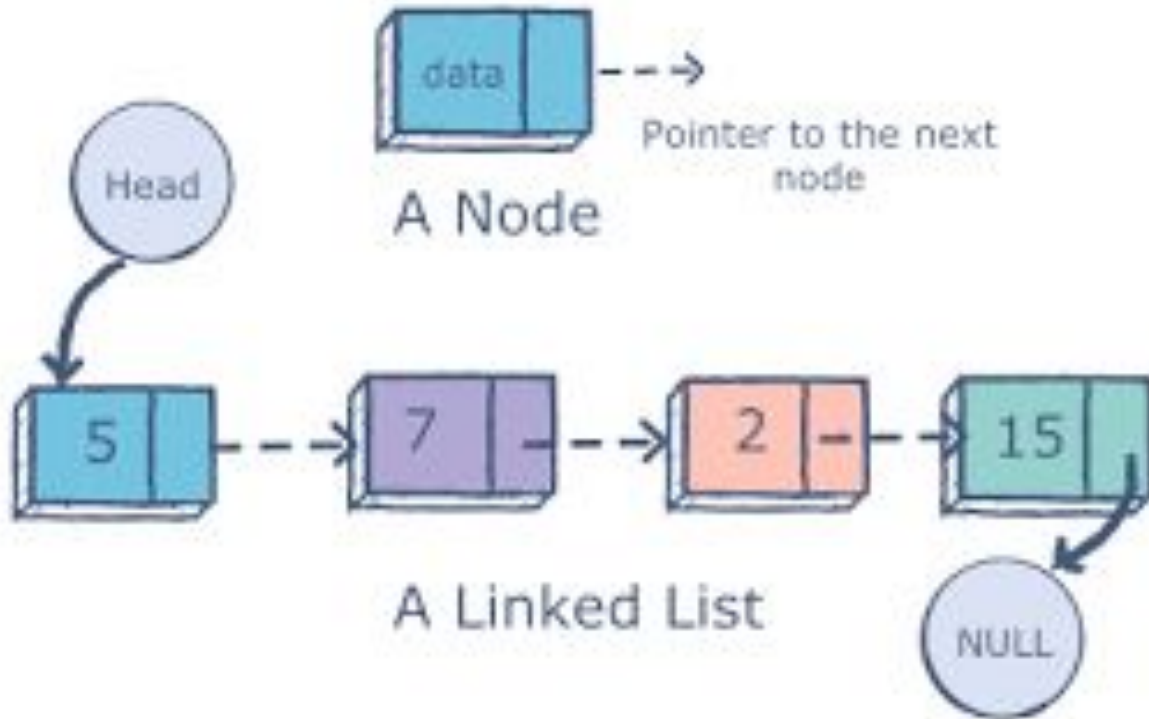 data
Pointer to the next
node
Head
A Node
5
7
2
15
A Linked List
NULL